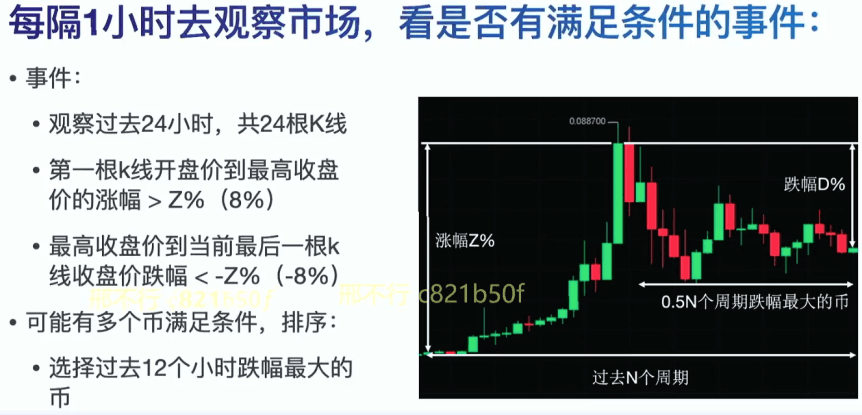 每隔1小时去观察市场，看是否有满足条件的事件：
• 事件：
• 观察过去24小时，共24根K线
• 第一根k线开盘价到最高收盘
价的涨幅 > Z%（8%）
• 最高收盘价到当前最后一根k
线收盘价跌幅 < -Z%（-8%）
邢不行 c821b50f
邢不行 c821b50f
• 可能有多个币满足条件，排序：
• 选择过去12个小时跌幅最大的
币
0.088700
跌幅D%
涨幅Z%
0.5N个周期跌幅最大的币
过去N个周期